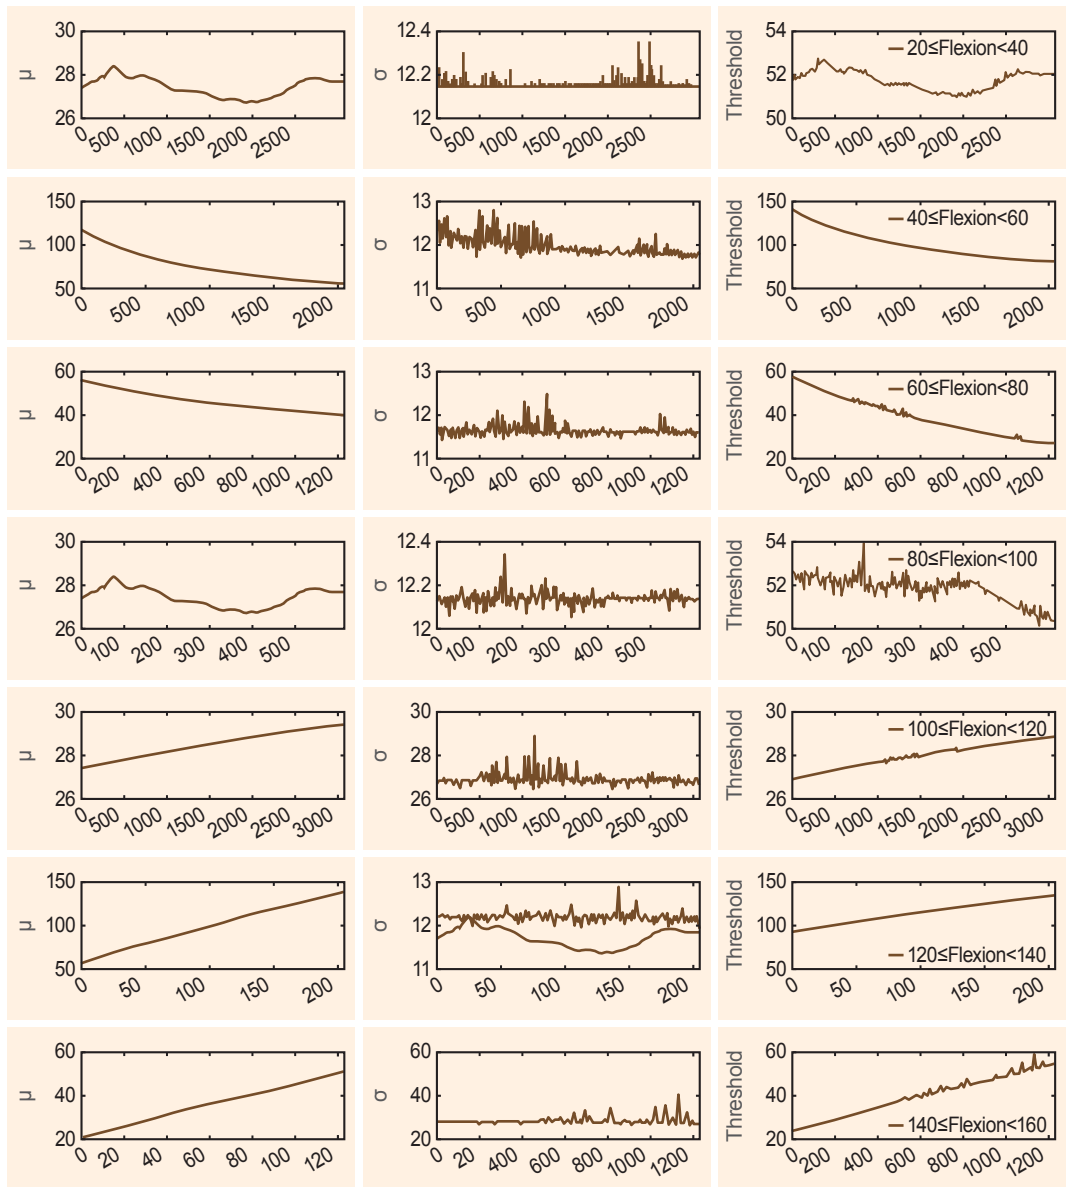 30
28
26
μ
0 500 1000 1500 2000 2500
12.4
12.2
12
σ
0 500 1000 1500 2000 2500
54
52
50
Threshold
20≤Flexion<40
0 500 1000 1500 2000 2500
150
100
50
μ
0 500 1000 1500 2000
13
12
11
σ
0 500 1000 1500 2000
150
100
50
Threshold
40≤Flexion<60
0 500 1000 1500 2000
60
40
20
μ
0 200 400 600 800 1000 1200
13
12
11
σ
0 200 400 600 800 1000 1200
60
40
20
Threshold
60≤Flexion<80
0 200 400 600 800 1000 1200
30
28
26
μ
0 100 200 300 400 500
12.4
12.2
12
σ
0 100 200 300 400 500
54
52
50
Threshold
80≤Flexion<100
0 100 200 300 400 500
30
28
26
μ
0 500 1000 1500 2000 2500 3000
30
28
26
σ
0 500 1000 1500 2000 2500 3000
30
28
26
Threshold
100≤Flexion<120
0 500 1000 1500 2000 2500 3000
150
100
50
μ
0 50 100 150 200
13
12
11
σ
0 50 100 150 200
150
100
50
Threshold
120≤Flexion<140
0 50 100 150 200
60
40
20
μ
0 20 40 60 80 100 120
60
40
20
σ
0 20 400 600 800 1000 1200
60
40
20
Threshold
140≤Flexion<160
0 200 400 600 800 1000 1200